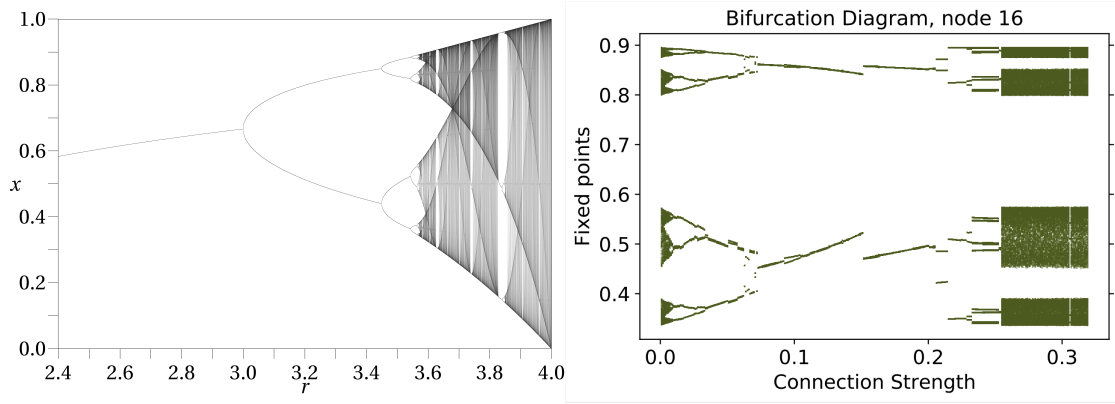 1.0
0.8
0.6
x
0.4
0.2
0.0
2.4 2.6 2.8 3.0 3.2 3.4 3.6 3.8 4.0
r
Bifurcation Diagram, node 16
0.9
0.8
0.7
0.6
0.5
0.4
Fixed points
0.0 0.1 0.2 0.3
Connection Strength